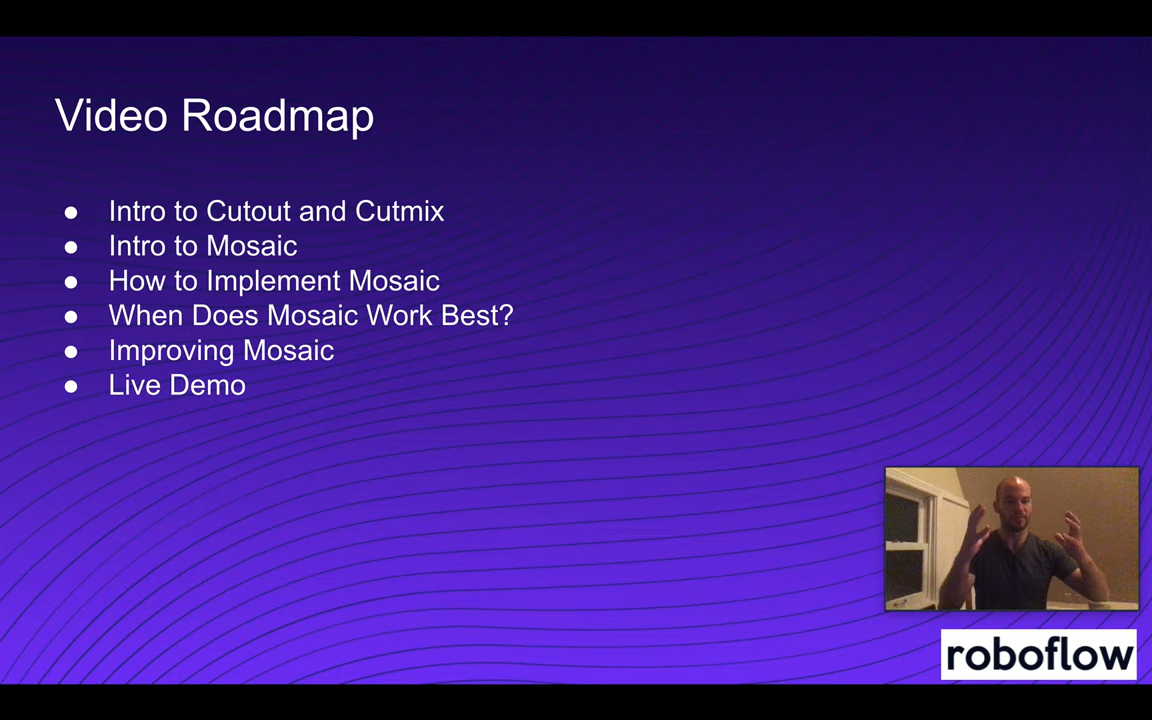 Video Roadmap
● Intro to Cutout and Cutmix
● Intro to Mosaic
● How to Implement Mosaic
● When Does Mosaic Work Best?
● Improving Mosaic
● Live Demo
roboflow